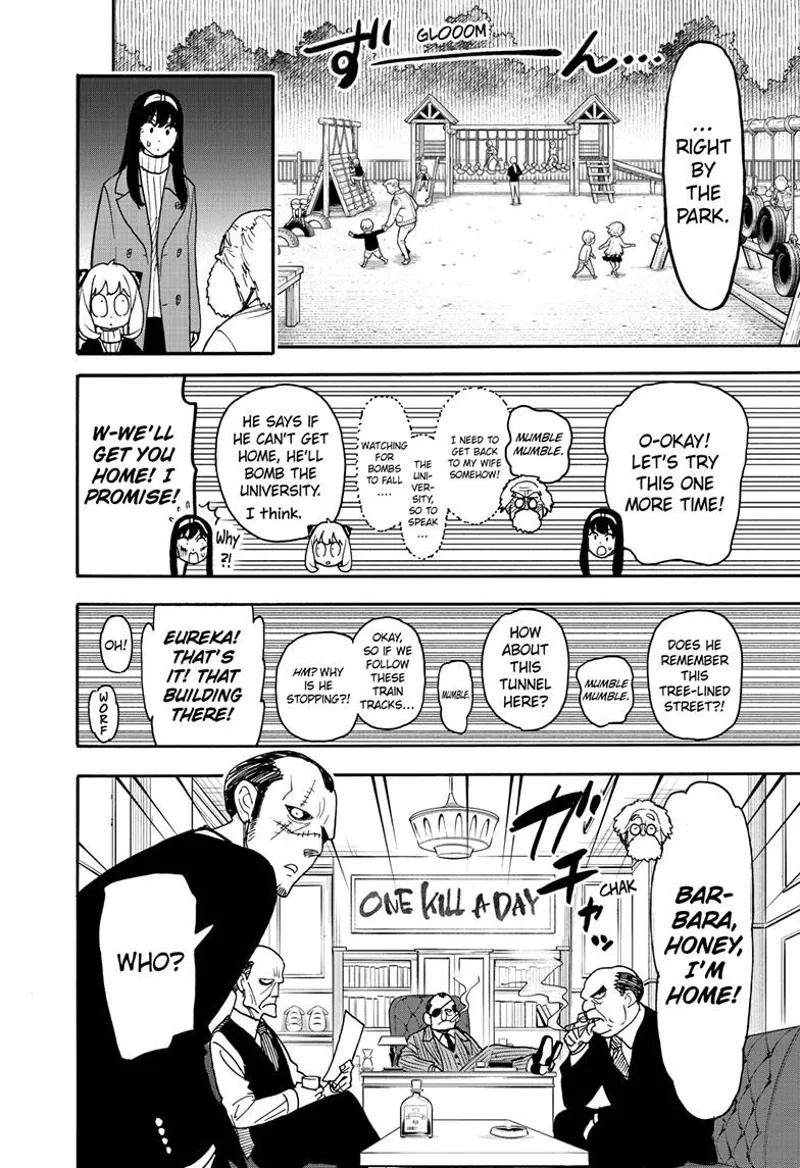 ...
RIGHT
BY
THE
PARK.
GLOOOM
ずーーん...
O-OKAY!
LET'S TRY
THIS ONE
MORE TIME!
MUMBLE
MUMBLE.
I NEED TO
GET BACK
TO MY WIFE
SOMEHOW!
THE
UNI-
VERSITY,
SO TO
SPEAK
...
WATCHING
FOR
BOMBS
TO FALL
....
HE SAYS IF
HE CAN'T GET
HOME, HE'LL
BOMB THE
UNIVERSITY.
I think.
Why
?!
W-WE'LL
GET YOU
HOME! I
PROMISE!
DOES HE
REMEMBER
THIS
TREE-LINED
STREET?!
MUMBLE
MUMBLE.
HOW
ABOUT
THIS
TUNNEL
HERE?
MUMBLE.
OKAY,
SO IF WE
FOLLOW
THESE
TRAIN
TRACKS...
HM? WHY
IS HE
STOPPING?!
EUREKA!
THAT'S
IT! THAT
BUILDING
THERE!
OH!
WORF
BAR-
BARA,
HONEY,
I'M
HOME!
ガチャッ
CHAK
ONE KILL A DAY
WHO?